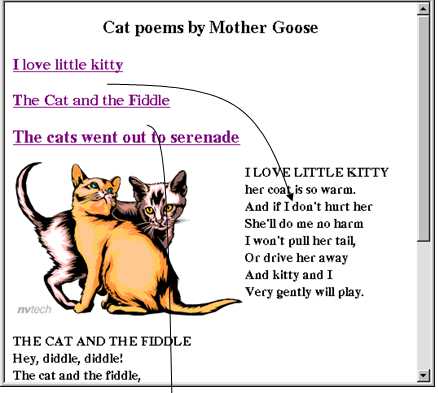 Cat poems by Mother Goose
I love little kitty
The Cat and the Fiddle
The cats went out to serenade
I LOVE LITTLE KITTY
her coat is so warm.
And if I don't hurt her
She'll do me no harm
I won't pull her tail,
Or drive her away
And kitty and I
Very gently will play.
nvtech
THE CAT AND THE FIDDLE
Hey, diddle, diddle!
The cat and the fiddle,